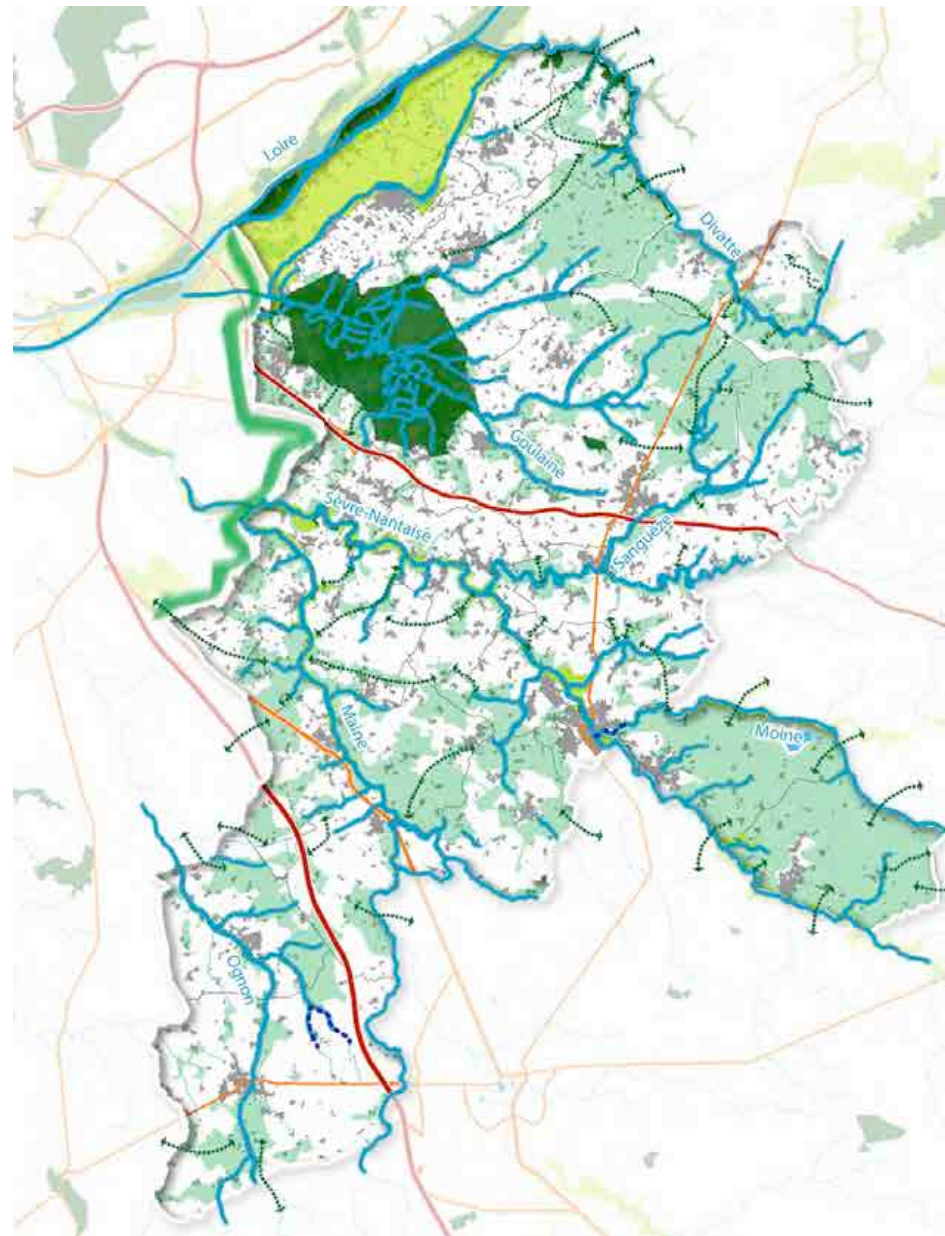 Loire
Divatte
Goulaine
Sèvre-Nantaise
Sanguèze
Maine
Moine
Ognon